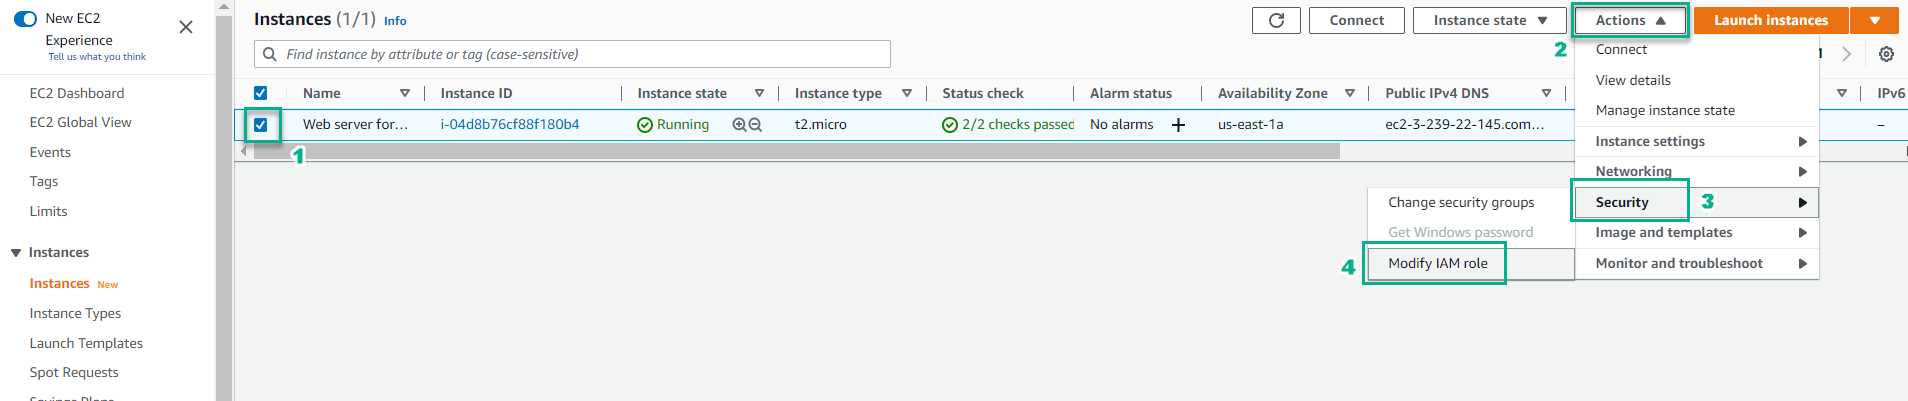 New EC2
Experience
Tell us what you think
EC2 Dashboard
EC2 Global View
Events
Tags
Limits
Instances
Instances New
Instance Types
Launch Templates
Spot Requests
Savings Plans
Instances (1/1) Info
Connect
Instance state
Actions
Launch instances
2
Find instance by attribute or tag (case-sensitive)
1
Name
Instance ID
Instance state
Instance type
Status check
Alarm status
Availability Zone
Public IPv4 DNS
IPv6
Web server for...
i-04d8b76cf88f180b4
Running
t2.micro
2/2 checks passed
No alarms
us-east-1a
ec2-3-239-22-145.com...
–
1
Connect
View details
Manage instance state
Instance settings
Networking
Security
3
Image and templates
Monitor and troubleshoot
Change security groups
Get Windows password
4
Modify IAM role